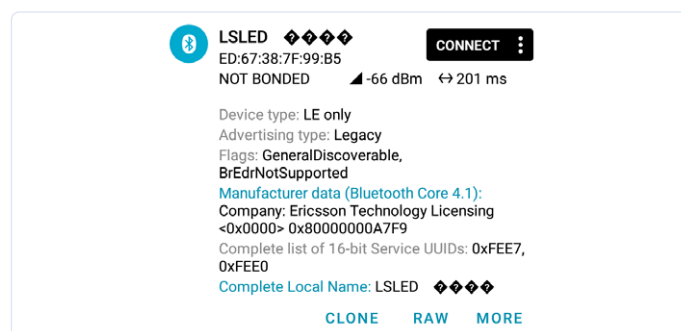 LSLED ����
CONNECT
ED:67:38:7F:99:B5
NOT BONDED -66 dBm ↔201 ms
Device type: LE only
Advertising type: Legacy
Flags: GeneralDiscoverable,
BrEdrNotSupported
Manufacturer data (Bluetooth Core 4.1):
Company: Ericsson Technology Licensing
<0x0000> 0x80000000A7F9
Complete list of 16-bit Service UUIDs: 0xFEE7,
0xFEE0
Complete Local Name: LSLED ����
CLONE RAW MORE